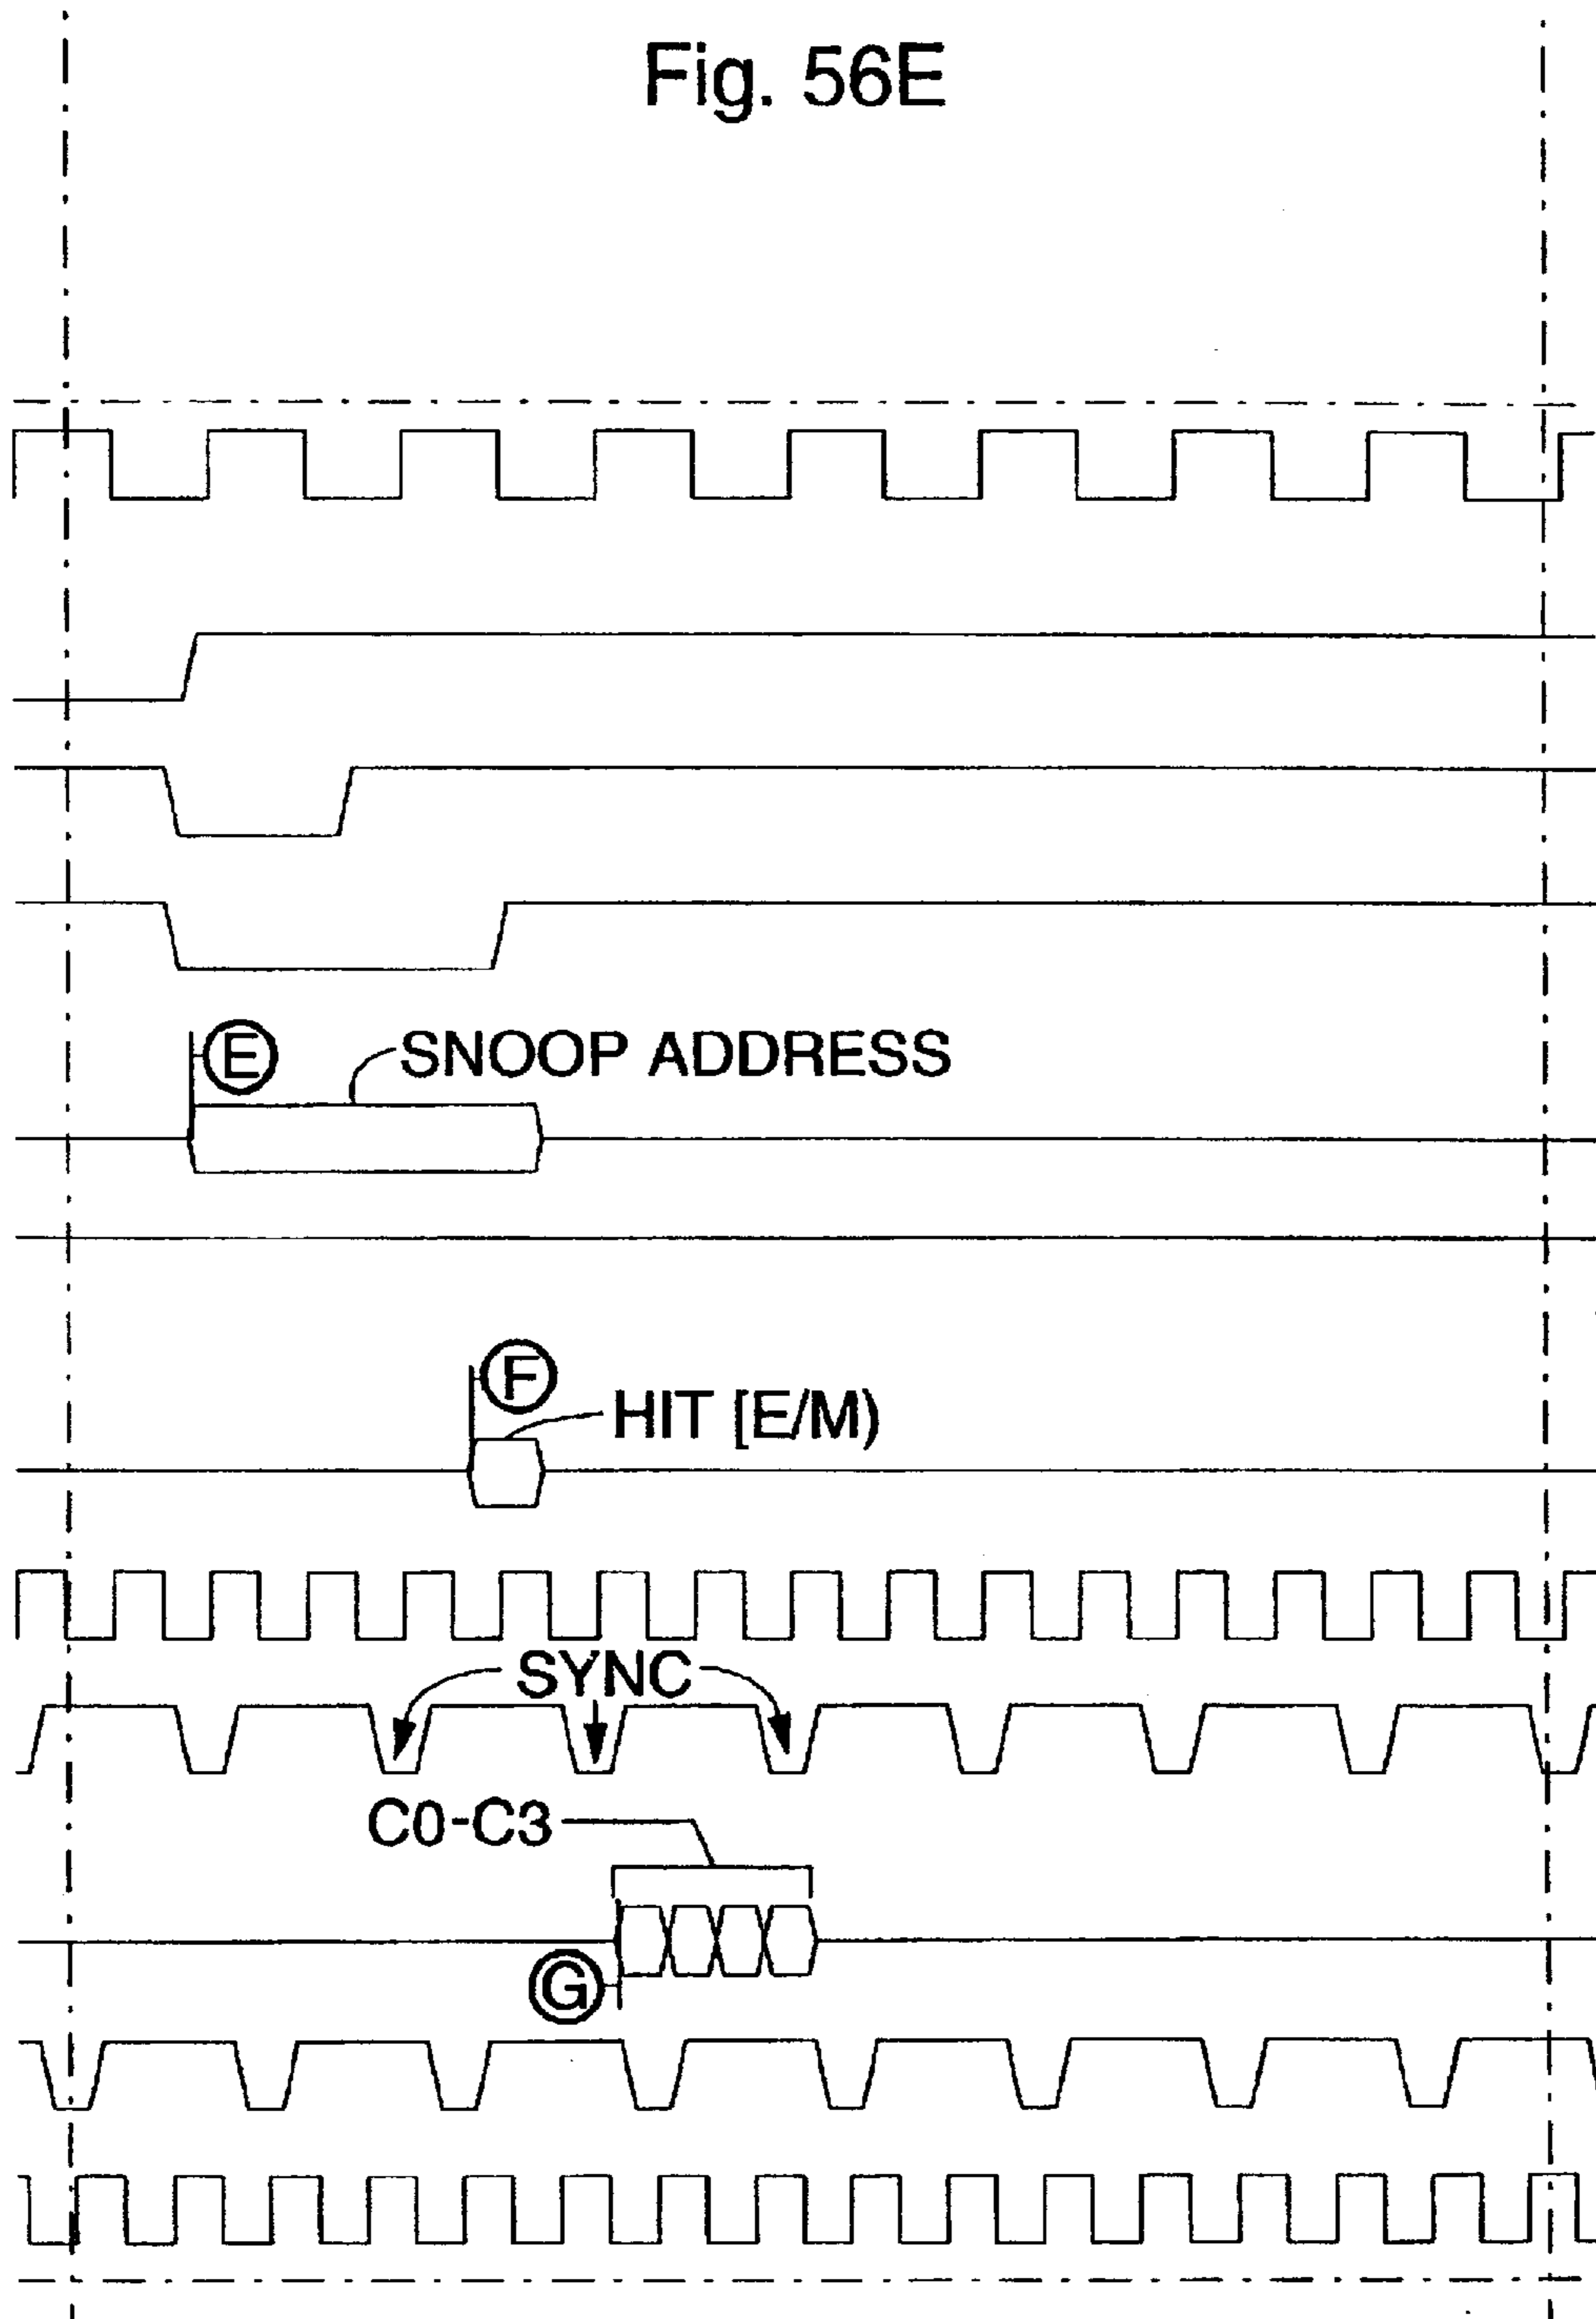 Fig. 56E
E
SNOOP ADDRESS
F
HIT [E/M)
SYNC
C0-C3
G